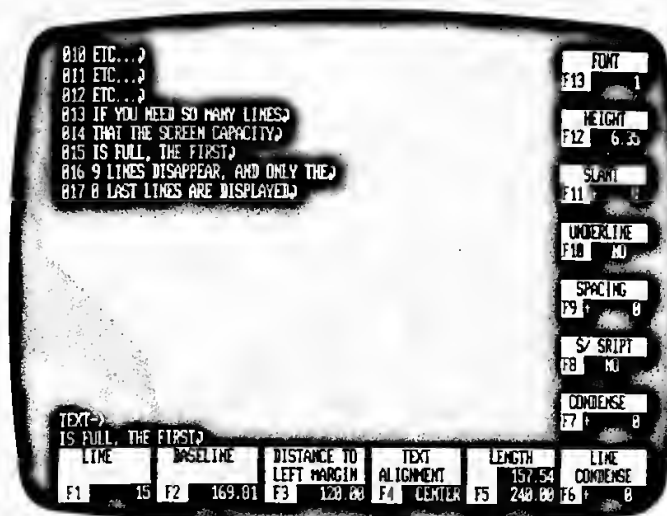 010 ETC...
011 ETC...
012 ETC...
013 IF YOU NEED SO MANY LINES
014 THAT THE SCREEN CAPACITY
015 IS FULL, THE FIRST
016 9 LINES DISAPPEAR, AND ONLY THE
017 8 LAST LINES ARE DISPLAYED
TEXT->
IS FULL, THE FIRST
FONT
F13 1
HEIGHT
F12 6.35
SLANT
F11 + 0
UNDERLINE
F10 NO
SPACING
F9 + 0
S/ SRIPT
F8 NO
CONDENSE
F7 + 0
LINE
F1 15
BASELINE
F2 169.01
DISTANCE TO
LEFT MARGIN
F3 120.00
TEXT
ALIGNMENT
F4 CENTER
LENGTH
157.54
F5 240.00
LINE
CONDENSE
F6 + 0